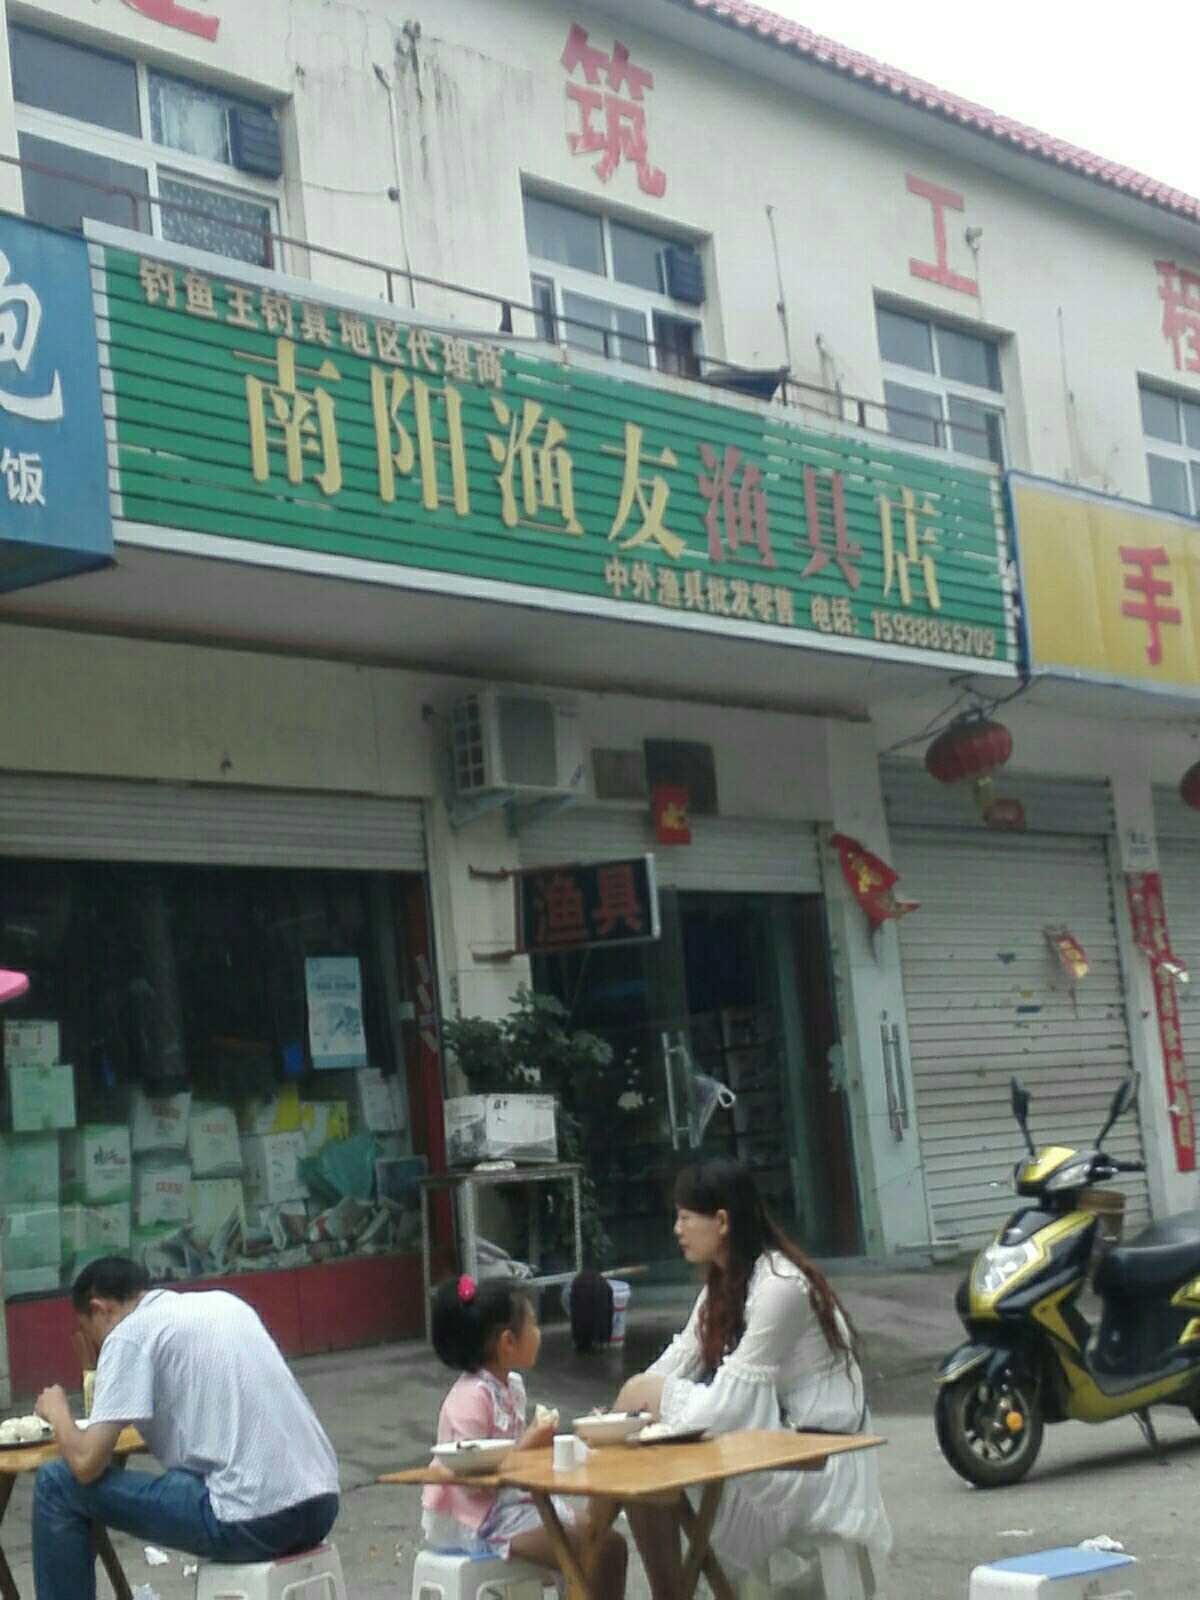 筑工程
钓鱼王钓具地区代理商
南阳渔友渔具店
中外渔具批发零售 电话：15938855709
饭
手
渔具